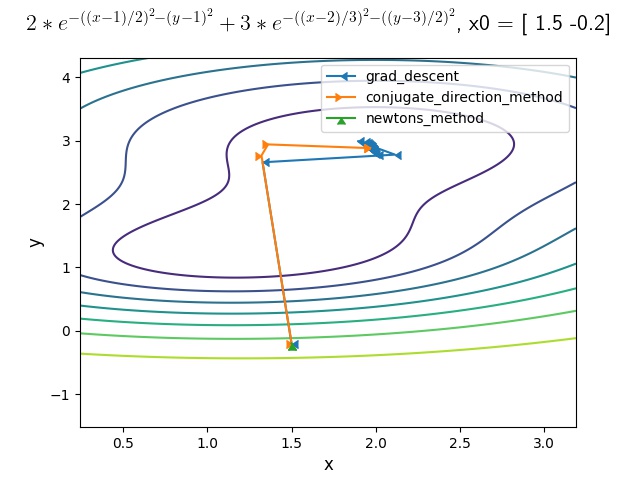 2 * e^{-((x-1)/2)^2-(y-1)^2} + 3 * e^{-((x-2)/3)^2-((y-3)/2)^2}, x0 = [ 1.5 -0.2]
grad_descent
conjugate_direction_method
newtons_method
4
3
2
1
0
−1
y
0.5 1.0 1.5 2.0 2.5 3.0
x